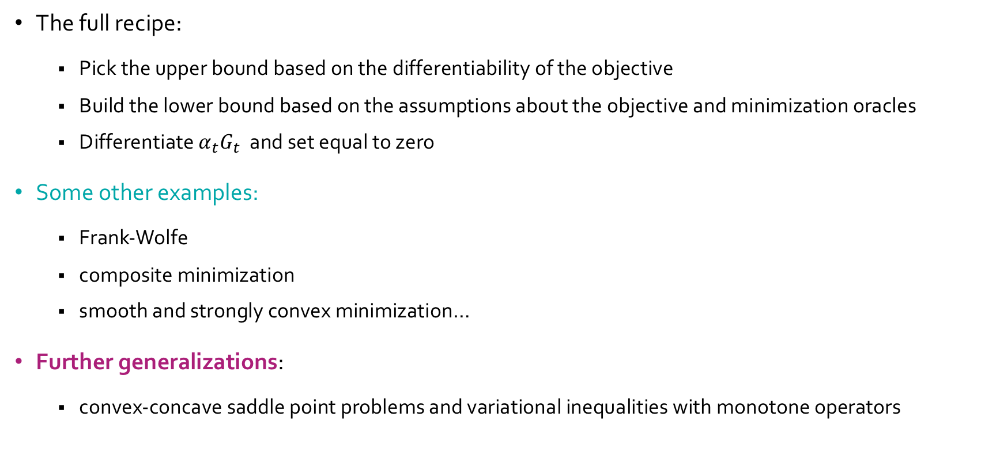 • The full recipe:
▪ Pick the upper bound based on the differentiability of the objective
▪ Build the lower bound based on the assumptions about the objective and minimization oracles
▪ Differentiate $\alpha_t G_t$ and set equal to zero
• Some other examples:
▪ Frank-Wolfe
▪ composite minimization
▪ smooth and strongly convex minimization...
• Further generalizations:
▪ convex-concave saddle point problems and variational inequalities with monotone operators